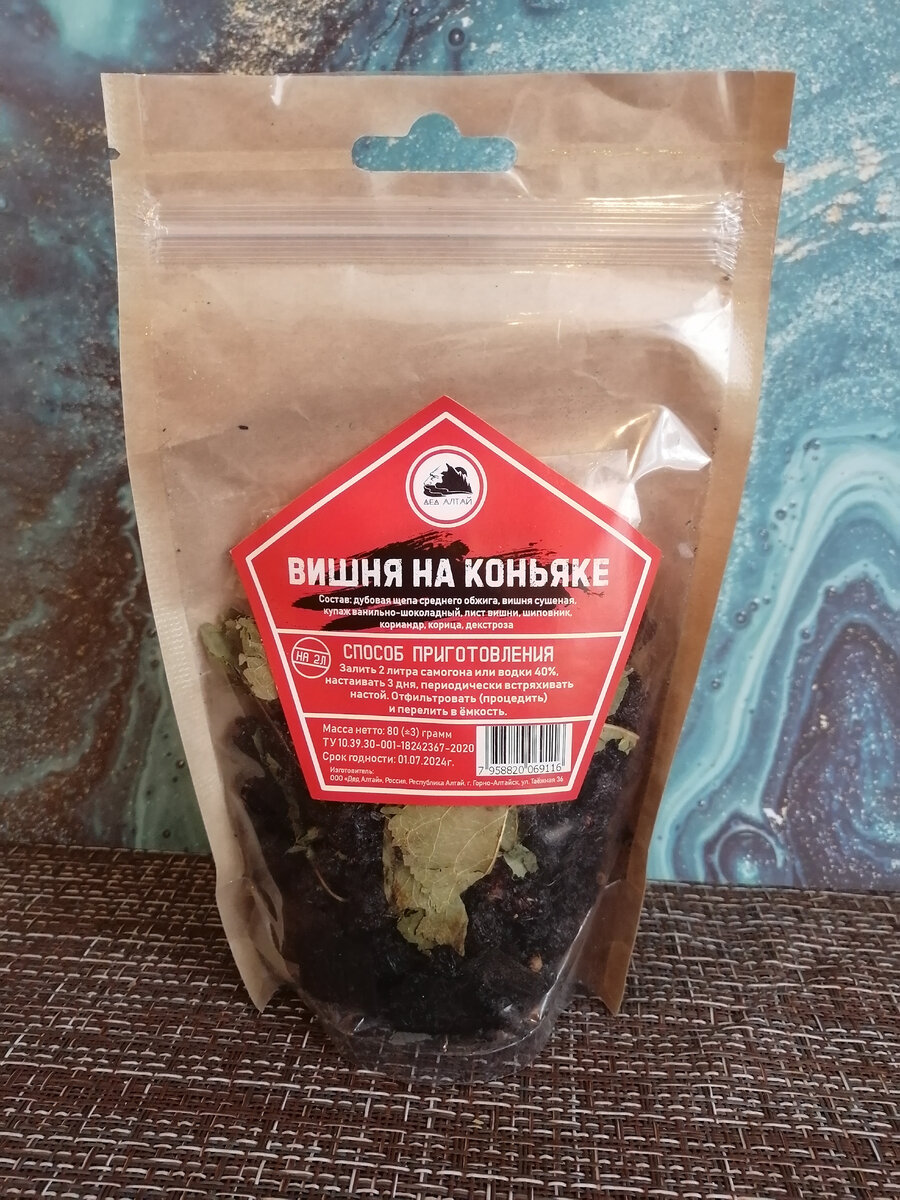 ДЕД АЛТАЙ
ВИШНЯ НА КОНЬЯКЕ
Состав: дубовая щепа среднего обжига, вишня сушеная,
купаж ванильно-шоколадный, лист вишни, шиповник,
кориандр, корица, декстроза
НА 2Л
СПОСОБ ПРИГОТОВЛЕНИЯ
Залить 2 литра самогона или водки 40%,
настаивать 3 дня, периодически встряхивать
настой. Отфильтровать (процедить)
и перелить в ёмкость.
Масса нетто: 80 (±3) грамм
ТУ 10.39.30-001-18242367-2020
Срок годности: 01.07.2024г.
7 958820 069116
Изготовитель:
ООО «Дед Алтай», Россия, Республика Алтай, г. Горно-Алтайск, ул. Таёжная 36